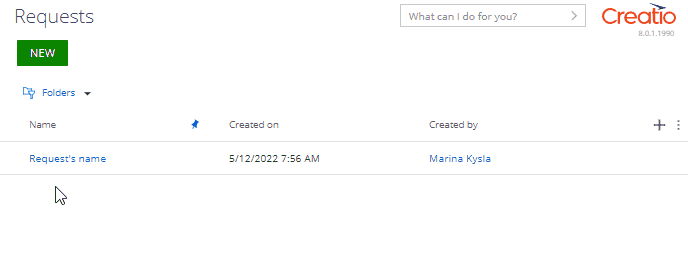 Requests
What can I do for you?
Creatio
8.0.1.1990
NEW
Folders
Name Created on Created by
Request's name 5/12/2022 7:56 AM Marina Kysla